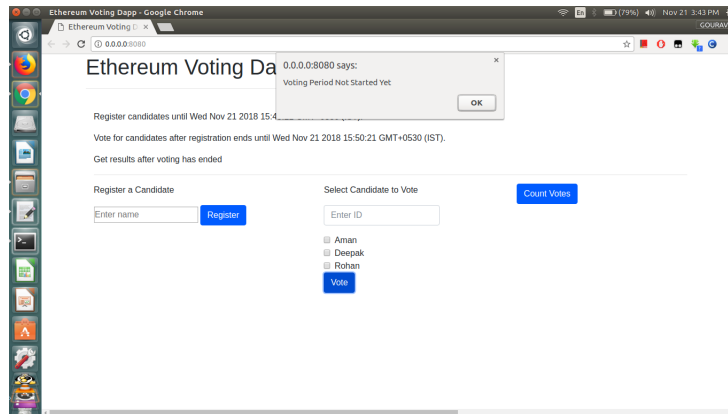 Ethereum Voting Dapp - Google Chrome
En (79%) Nov 21 3:43 PM
Ethereum Voting D
GOURAV
0.0.0.0:8080
Ethereum Voting Da
0.0.0.0:8080 says:
Voting Period Not Started Yet
OK
Register candidates until Wed Nov 21 2018 15:4
Vote for candidates after registration ends until Wed Nov 21 2018 15:50:21 GMT+0530 (IST).
Get results after voting has ended
Register a Candidate
Select Candidate to Vote
Count Votes
Enter name
Register
Enter ID
Aman
Deepak
Rohan
Vote